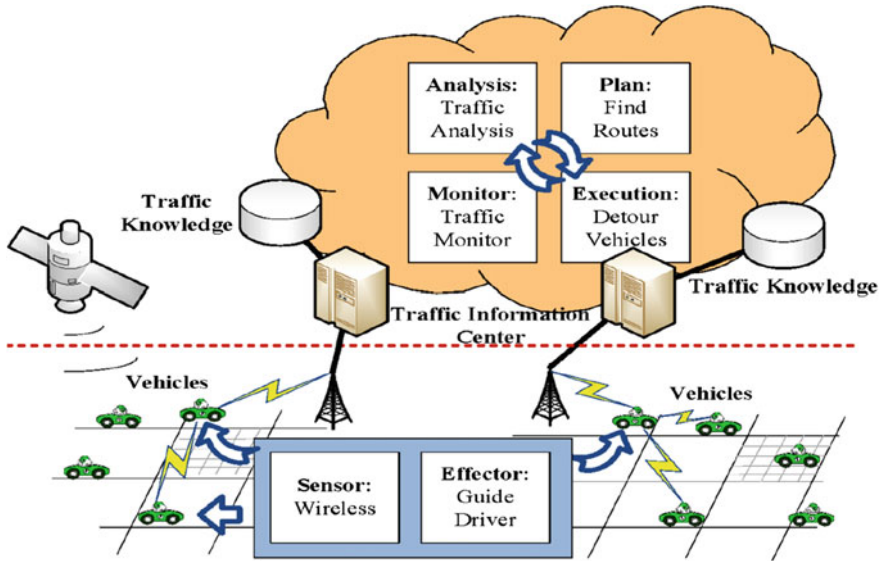 Analysis:
Traffic
Analysis
Plan:
Find
Routes
Monitor:
Traffic
Monitor
Execution:
Detour
Vehicles
Traffic
Knowledge
Traffic Knowledge
Traffic Information
Center
Vehicles
Vehicles
Sensor:
Wireless
Effector:
Guide
Driver